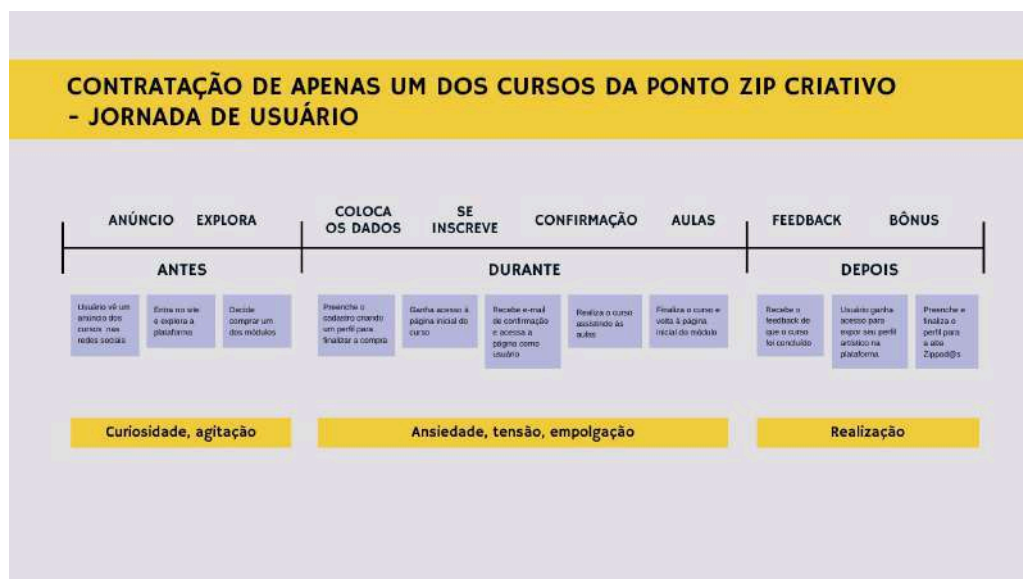 CONTRATAÇÃO DE APENAS UM DOS CURSOS DA PONTO ZIP CRIATIVO
- JORNADA DE USUÁRIO
ANÚNCIO
EXPLORA
COLOCA
OS DADOS
SE
INSCREVE
CONFIRMAÇÃO
AULAS
FEEDBACK
BÔNUS
ANTES
DURANTE
DEPOIS
Usuário vê um
anúncio dos
cursos nas
redes sociais
Entra no site
e explora a
plataforma
Decide
comprar um
dos módulos
Preenche o
cadastro criando
um perfil para
finalizar a compra
Ganha acesso à
página inicial do
curso
Recebe e-mail
de confirmação
e acessa a
página como
usuário
Realiza o curso
assistindo às
aulas
Finaliza o curso e
volta à página
inicial do módulo
Recebe o
feedback de
que o curso
foi concluído
Usuário ganha
acesso para
expor seu perfil
artístico na
plataforma
Preenche e
finaliza o
perfil para
a aba
Zippad@s
Curiosidade, agitação
Ansiedade, tensão, empolgação
Realização